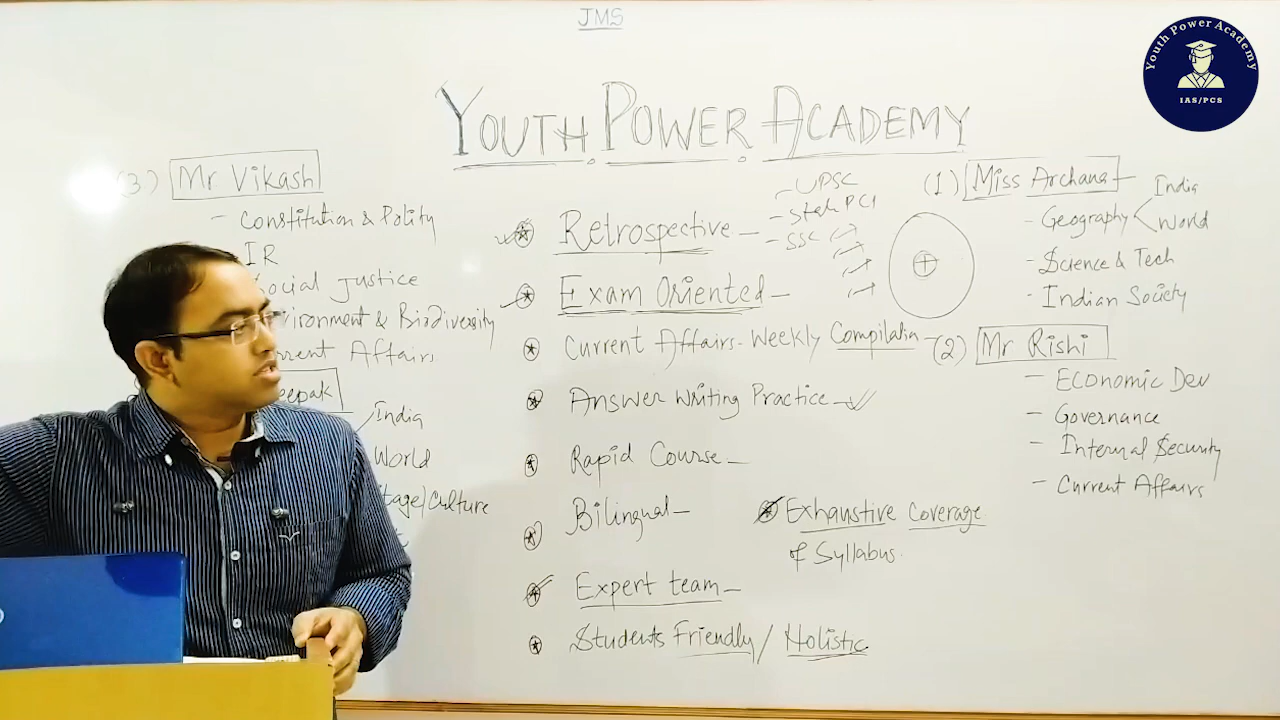 JMS
Youth Power Academy
IAS/PCS
YOUTH POWER ACADEMY
(3) Mr. Vikash
- Constitution & Polity
IR
Social Justice
vironment & Biodiversity
rrent Affairs
eepak
India
World
tage/Culture
Retrospective -
- UPSC
- State PCS
- SSC
Exam Oriented -
Current Affairs - Weekly Compilation
Answer Writing Practice -
Rapid Course -
Bilingual -
Exhaustive Coverage
of Syllabus.
Expert team -
Students Friendly / Holistic
(1) Miss Archana
- Geography
India
World
- Science & Tech
- Indian Society
(2) Mr Rishi
- Economic Dev
- Governance
- Internal Security
- Current Affairs